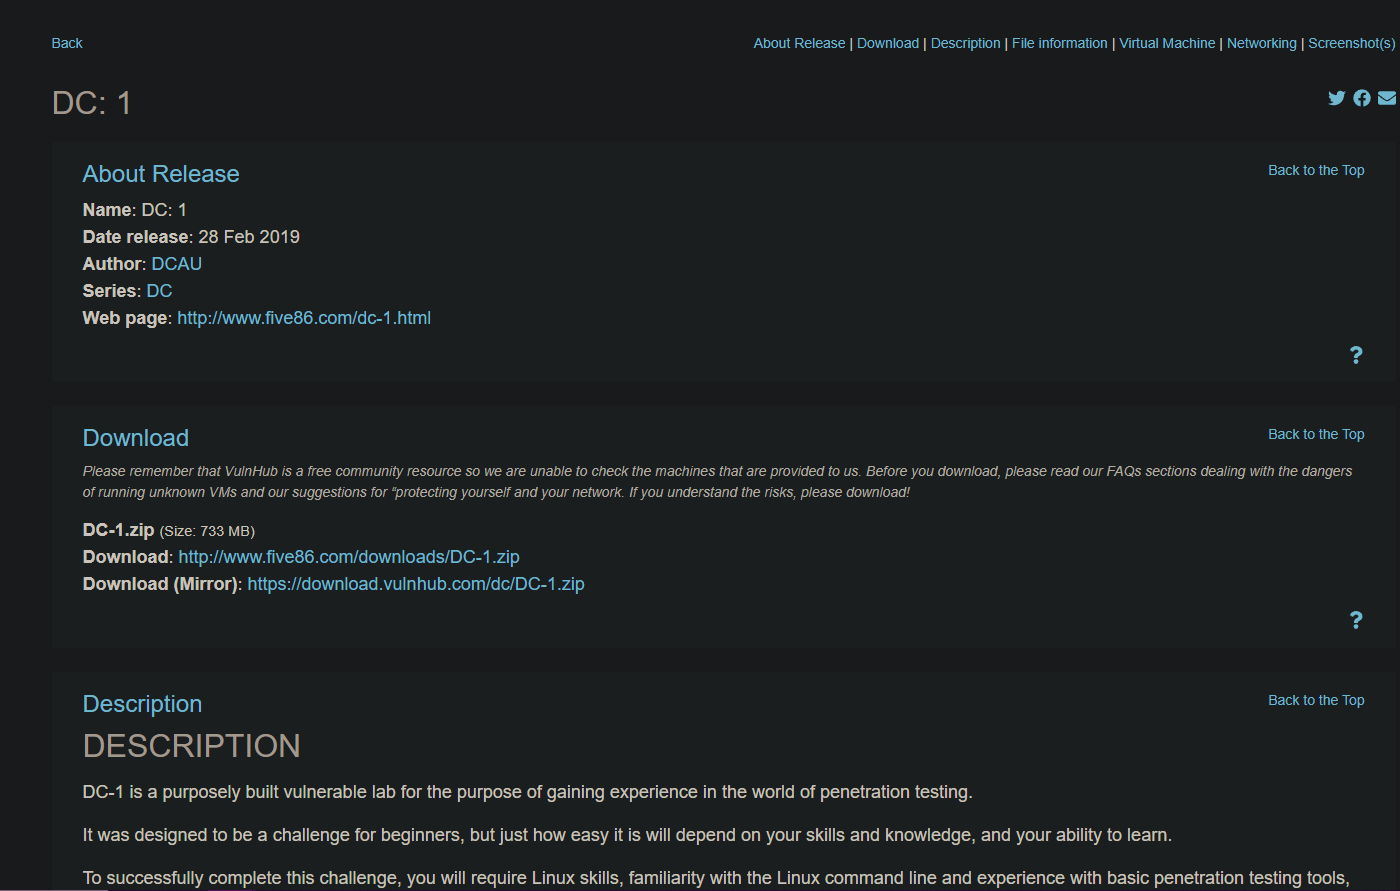 Back
About Release | Download | Description | File information | Virtual Machine | Networking | Screenshot(s)
DC: 1
About Release
Back to the Top
Name: DC: 1
Date release: 28 Feb 2019
Author: DCAU
Series: DC
Web page: http://www.five86.com/dc-1.html
?
Download
Back to the Top
Please remember that VulnHub is a free community resource so we are unable to check the machines that are provided to us. Before you download, please read our FAQs sections dealing with the dangers
of running unknown VMs and our suggestions for “protecting yourself and your network. If you understand the risks, please download!
DC-1.zip (Size: 733 MB)
Download: http://www.five86.com/downloads/DC-1.zip
Download (Mirror): https://download.vulnhub.com/dc/DC-1.zip
?
Description
Back to the Top
DESCRIPTION
DC-1 is a purposely built vulnerable lab for the purpose of gaining experience in the world of penetration testing.
It was designed to be a challenge for beginners, but just how easy it is will depend on your skills and knowledge, and your ability to learn.
To successfully complete this challenge, you will require Linux skills, familiarity with the Linux command line and experience with basic penetration testing tools,